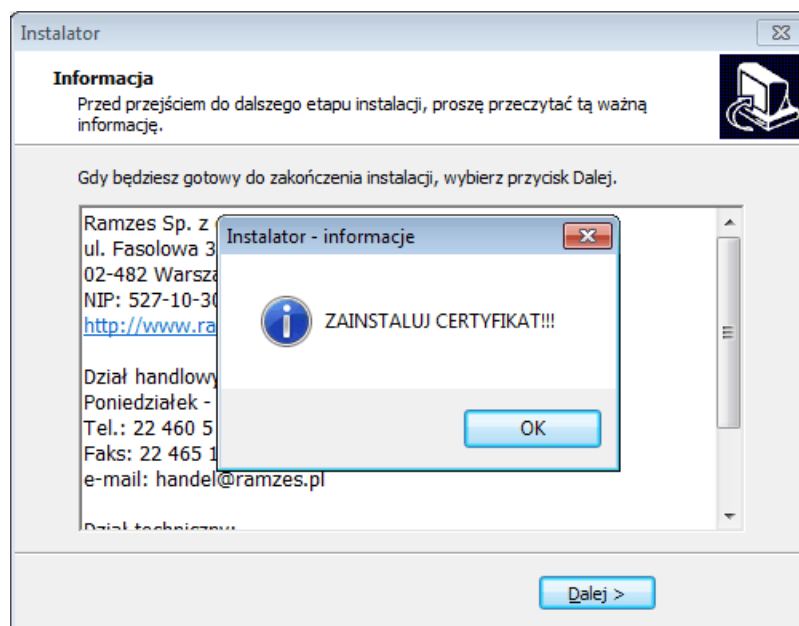 Instalator
Informacja
Przed przejściem do dalszego etapu instalacji, proszę przeczytać tą ważną
informację.
Gdy będziesz gotowy do zakończenia instalacji, wybierz przycisk Dalej.
Ramzes Sp. z
ul. Fasolowa 3
02-482
NIP: 527-10-30
http://www.ra
Dział handlowy
Poniedziałek -
Tel.: 22 460 5
Faks: 22 465 1
e-mail: handel@ramzes.pl
Dział techniczny:
Instalator - informacje
ZAINSTALUJ CERTYFIKAT!!!
OK
Dalej >